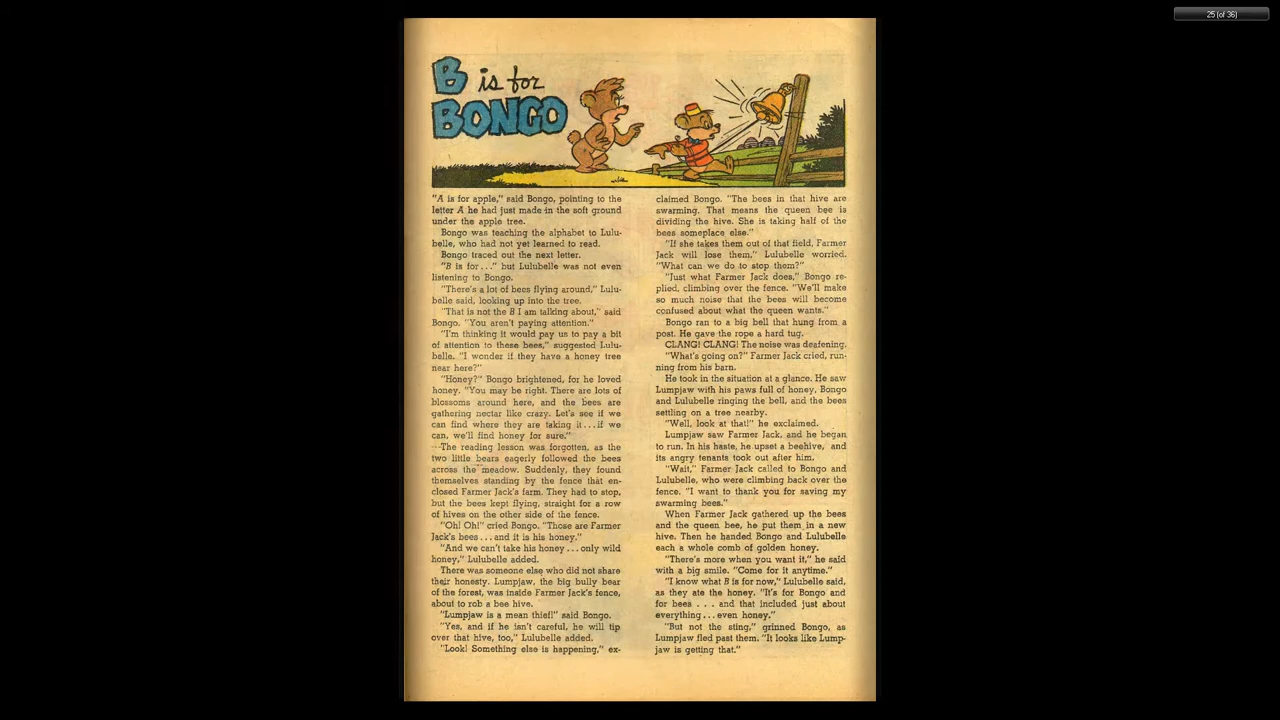 25 (of 36)
B is for
BONGO
"A is for apple," said Bongo, pointing to the
letter A he had just made in the soft ground
under the apple tree.
Bongo was teaching the alphabet to Lulu-
belle, who had not yet learned to read.
Bongo traced out the next letter.
"B is for..." but Lulubelle was not even
listening to Bongo.
"There's a lot of bees flying around," Lulu-
belle said, looking up into the tree.
"That is not the B I am talking about," said
Bongo. "You aren't paying attention."
"I'm thinking it would pay us to pay a bit
of attention to these bees," suggested Lulu-
belle. "I wonder if they have a honey tree
near here?"
"Honey?" Bongo brightened, for he loved
honey. "You may be right. There are lots of
blossoms around here, and the bees are
gathering nectar like crazy. Let's see if we
can find where they are taking it...if we
can, we'll find honey for sure."
The reading lesson was forgotten, as the
two little bears eagerly followed the bees
across the meadow. Suddenly, they found
themselves standing by the fence that en-
closed Farmer Jack's farm. They had to stop,
but the bees kept flying, straight for a row
of hives on the other side of the fence.
"Oh! Oh!" cried Bongo. "Those are Farmer
Jack's bees...and it is his honey."
"And we can't take his honey...only wild
honey," Lulubelle added.
There was someone else who did not share
their honesty. Lumpjaw, the big bully bear
of the forest, was inside Farmer Jack's fence,
about to rob a bee hive.
"Lumpjaw is a mean thief!" said Bongo.
"Yes, and if he isn't careful, he will tip
over that hive, too," Lulubelle added.
"Look! Something else is happening," ex-
claimed Bongo. "The bees in that hive are
swarming. That means the queen bee is
dividing the hive. She is taking half of the
bees someplace else."
"If she takes them out of that field, Farmer
Jack will lose them," Lulubelle worried.
"What can we do to stop them?"
"Just what Farmer Jack does," Bongo re-
plied, climbing over the fence. "We'll make
so much noise that the bees will become
confused about what the queen wants."
Bongo ran to a big bell that hung from a
post. He gave the rope a hard tug.
CLANG! CLANG! The noise was deafening.
"What's going on?" Farmer Jack cried, run-
ning from his barn.
He took in the situation at a glance. He saw
Lumpjaw with his paws full of honey, Bongo
and Lulubelle ringing the bell, and the bees
settling on a tree nearby.
"Well, look at that!" he exclaimed.
Lumpjaw saw Farmer Jack, and he began
to run. In his haste, he upset a beehive, and
its angry tenants took out after him.
"Wait," Farmer Jack called to Bongo and
Lulubelle, who were climbing back over the
fence. "I want to thank you for saving my
swarming bees."
When Farmer Jack gathered up the bees
and the queen bee, he put them in a new
hive. Then he handed Bongo and Lulubelle
each a whole comb of golden honey.
"There's more when you want it," he said
with a big smile. "Come for it anytime."
"I know what B is for now," Lulubelle said,
as they ate the honey. "It's for Bongo and
for bees . . . and that included just about
everything...even honey."
"But not the sting," grinned Bongo, as
Lumpjaw fled past them. "It looks like Lump-
jaw is getting that."